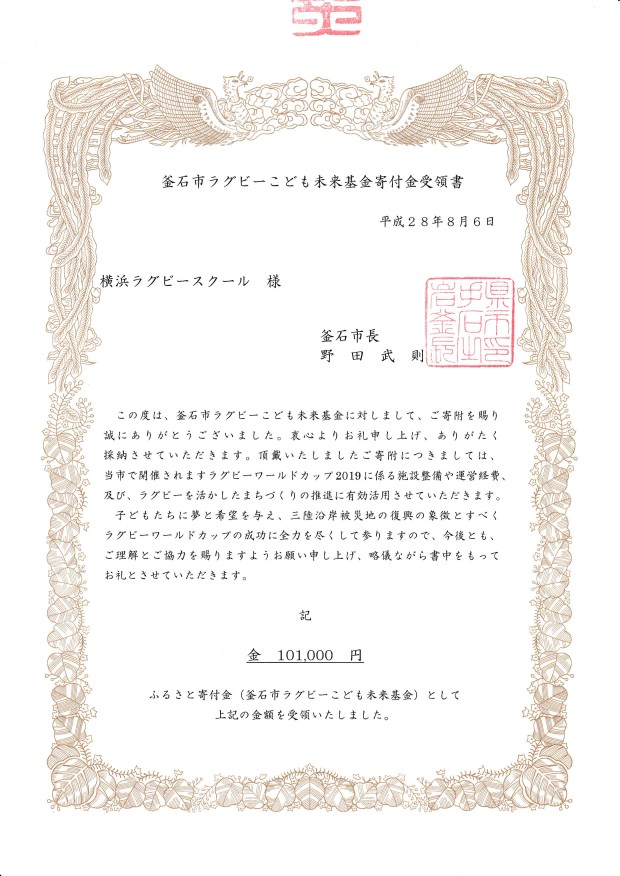 釜石市ラグビーこども未来基金寄付金受領書
平成２８年８月６日
横浜ラグビースクール　様
釜石市長
野　田　武　則
岩手県
釜石市
長之印
この度は、釜石市ラグビーこども未来基金に対しまして、ご寄附を賜り
誠にありがとうございました。衷心よりお礼申し上げ、ありがたく
採納させていただきます。頂戴いたしましたご寄附につきましては、
当市で開催されますラグビーワールドカップ2019に係る施設整備や運営経費、
及び、ラグビーを活かしたまちづくりの推進に有効活用させていただきます。
子どもたちに夢と希望を与え、三陸沿岸被災地の復興の象徴とすべく
ラグビーワールドカップの成功に全力を尽くして参りますので、今後とも、
ご理解とご協力を賜りますようお願い申し上げ、略儀ながら書中をもって
お礼とさせていただきます。
記
金　101,000　円
ふるさと寄付金（釜石市ラグビーこども未来基金）として
上記の金額を受領いたしました。